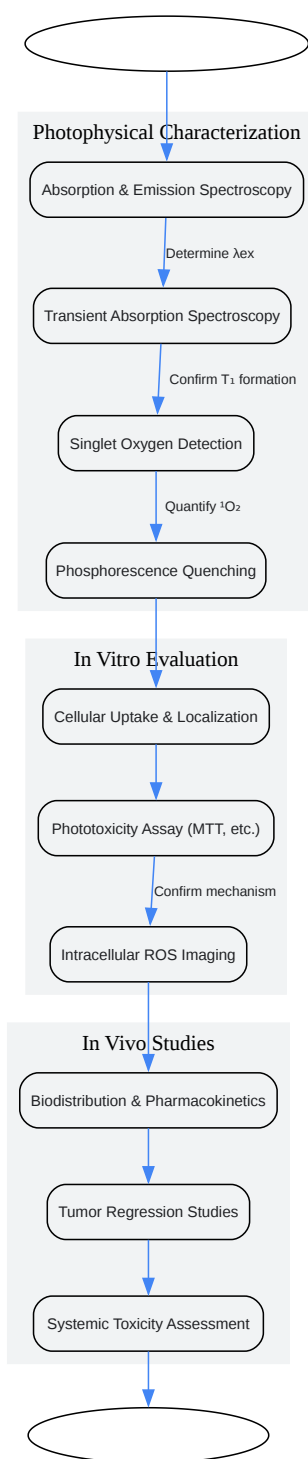 Photophysical Characterization
Absorption & Emission Spectroscopy
Determine λex
Transient Absorption Spectroscopy
Confirm T₁ formation
Singlet Oxygen Detection
Quantify ¹O₂
Phosphorescence Quenching
In Vitro Evaluation
Cellular Uptake & Localization
Phototoxicity Assay (MTT, etc.)
Confirm mechanism
Intracellular ROS Imaging
In Vivo Studies
Biodistribution & Pharmacokinetics
Tumor Regression Studies
Systemic Toxicity Assessment